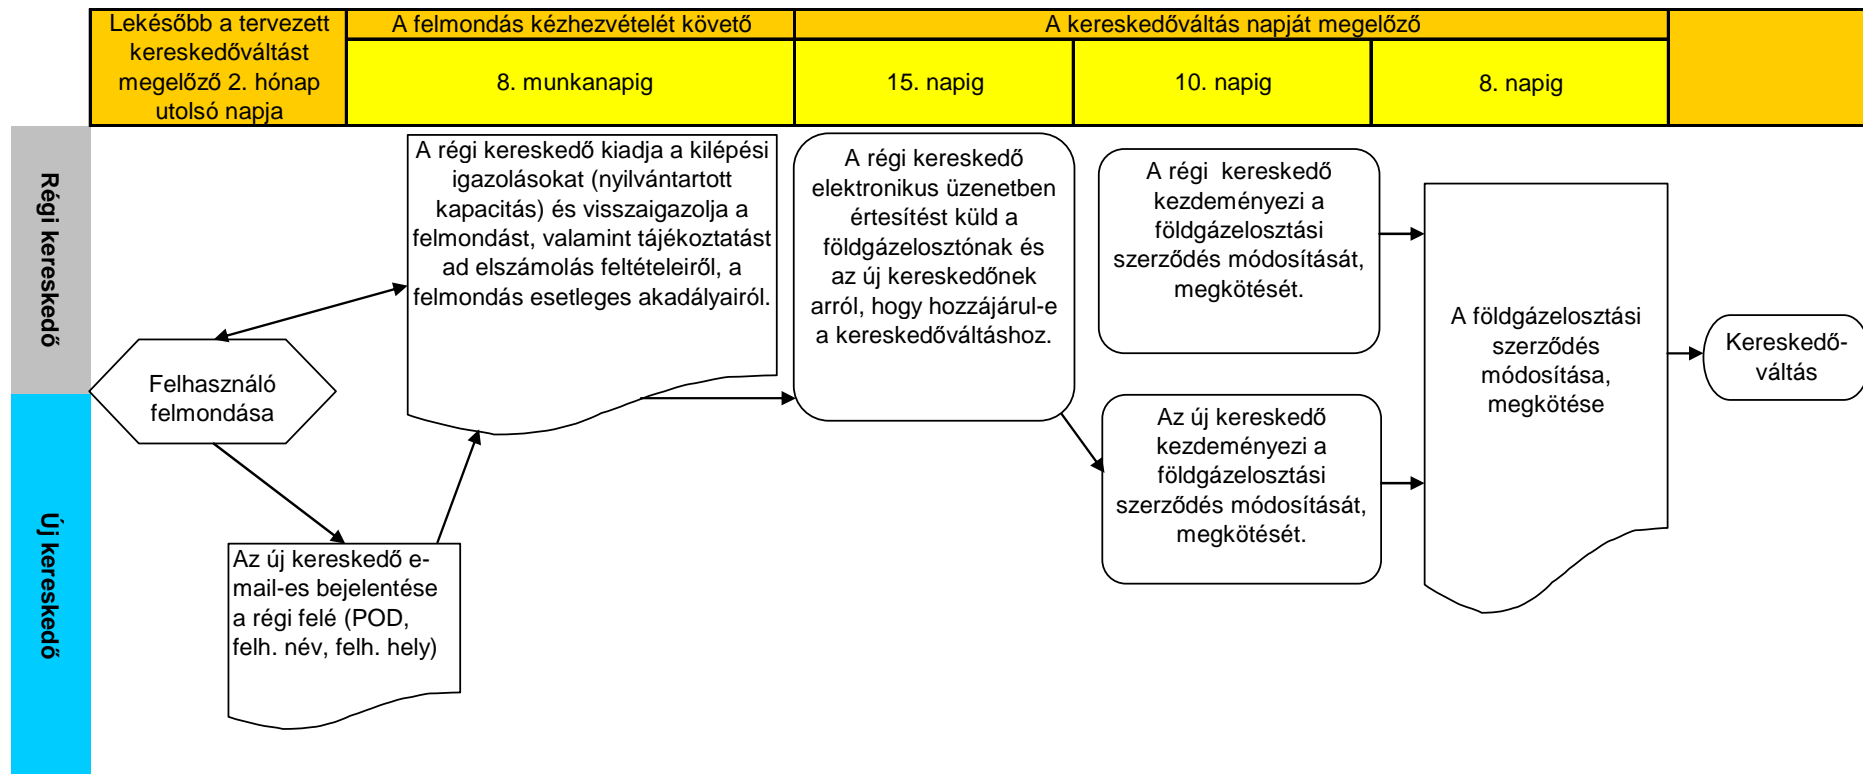 Lekésőbb a tervezett
kereskedőváltást
megelőző 2. hónap
utolsó napja
A felmondás kézhezvételét követő
A kereskedőváltás napját megelőző
8. munkanapig
15. napig
10. napig
8. napig
Régi kereskedő
Új kereskedő
Felhasználó
felmondása
A régi kereskedő kiadja a kilépési
igazolásokat (nyilvántartott
kapacitás) és visszaigazolja a
felmondást, valamint tájékoztatást
ad elszámolás feltételeiről, a
felmondás esetleges akadályairól.
Az új kereskedő e-
mail-es bejelentése
a régi felé (POD,
felh. név, felh. hely)
A régi kereskedő
elektronikus üzenetben
értesítést küld a
földgázelosztónak és
az új kereskedőnek
arról, hogy hozzájárul-e
a kereskedőváltáshoz.
A régi  kereskedő
kezdeményezi a
földgázelosztási
szerződés módosítását,
megkötését.
Az új kereskedő
kezdeményezi a
földgázelosztási
szerződés módosítását,
megkötését.
A földgázelosztási
szerződés
módosítása,
megkötése
Kereskedő-
váltás